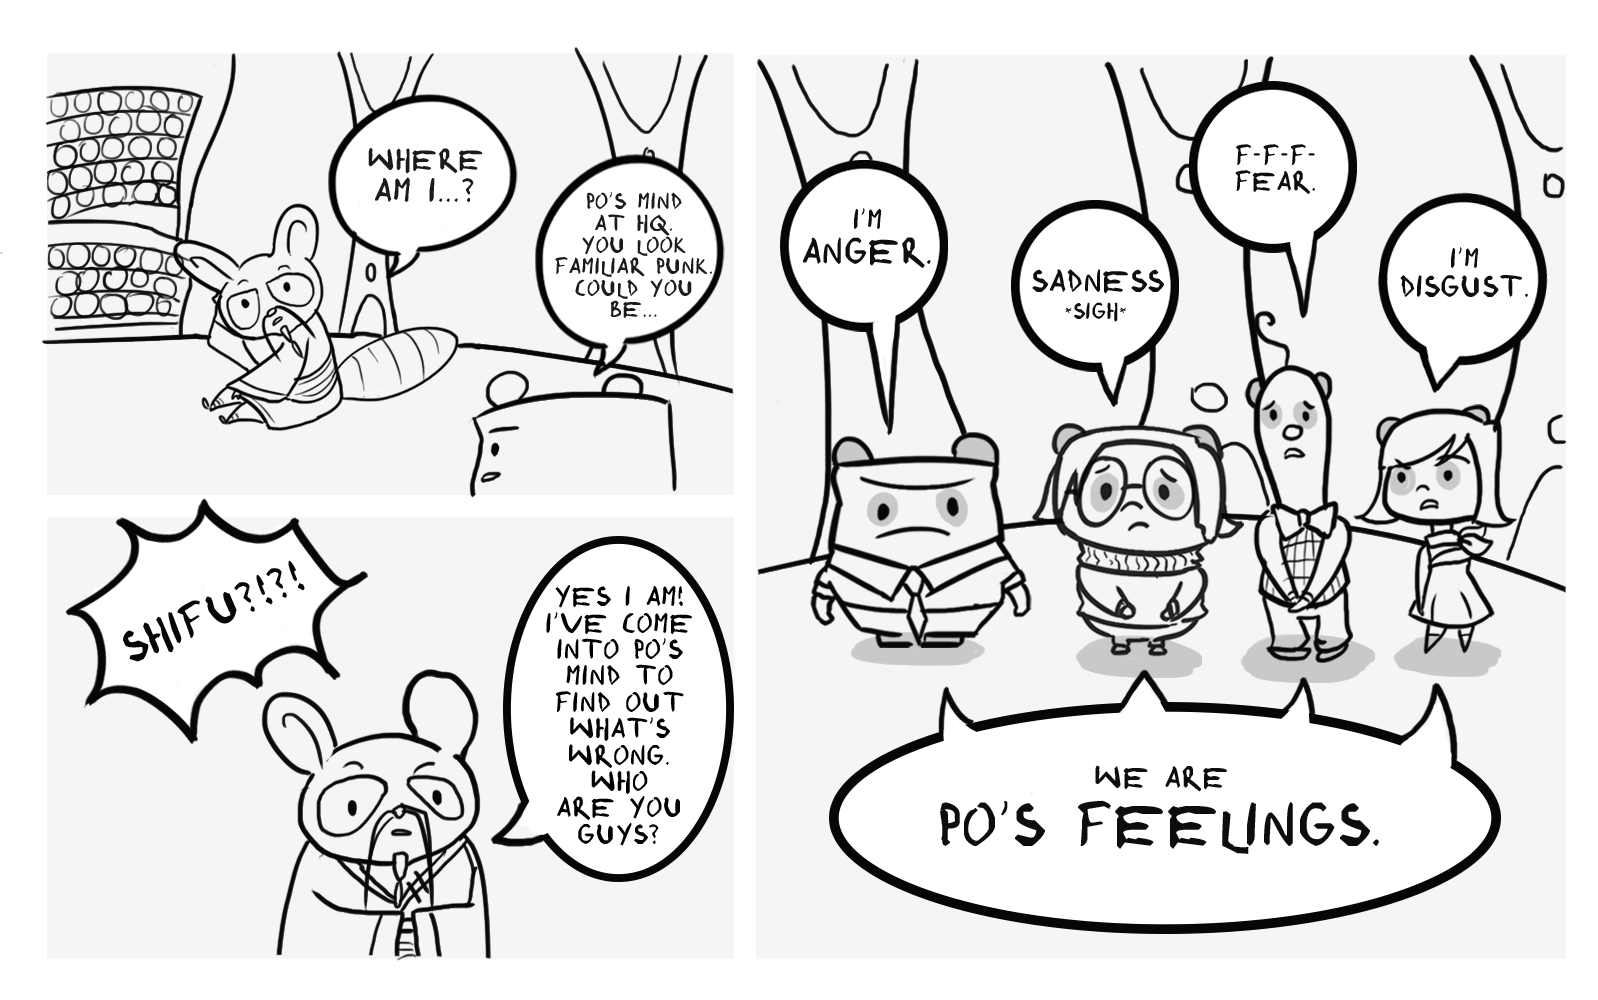 WHERE
AM I...?
PO'S MIND
AT HQ.
YOU LOOK
FAMILIAR PUNK.
COULD YOU
BE...
SHIFU?!?!
YES I AM!
I'VE COME
INTO PO'S
MIND TO
FIND OUT
WHAT'S
WRONG.
WHO
ARE YOU
GUYS?
I'M
ANGER.
SADNESS
*SIGH*
F-F-F-
FEAR.
I'M
DISGUST.
WE ARE
PO'S FEELINGS.